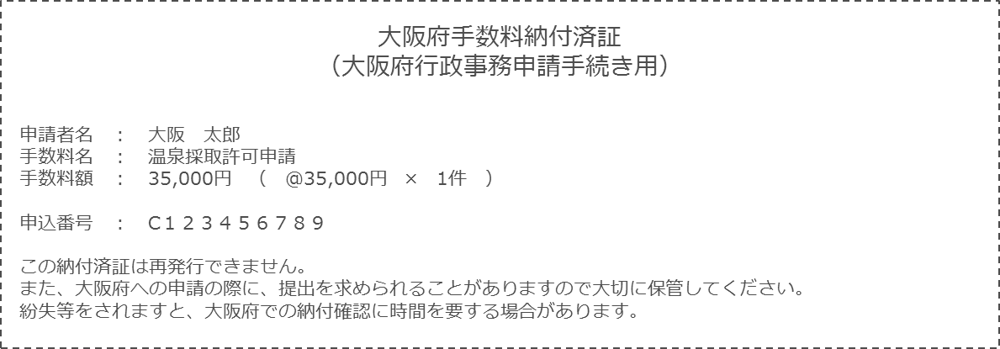 大阪府手数料納付済証
（大阪府行政事務申請手続き用）
申請者名　：　大阪　太郎
手数料名　：　温泉採取許可申請
手数料額　：　35,000円　（　@35,000円　×　1件　）
申込番号　：　C１２３４５６７８９
この納付済証は再発行できません。
また、大阪府への申請の際に、提出を求められることがありますので大切に保管してください。
紛失等をされますと、大阪府での納付確認に時間を要する場合があります。